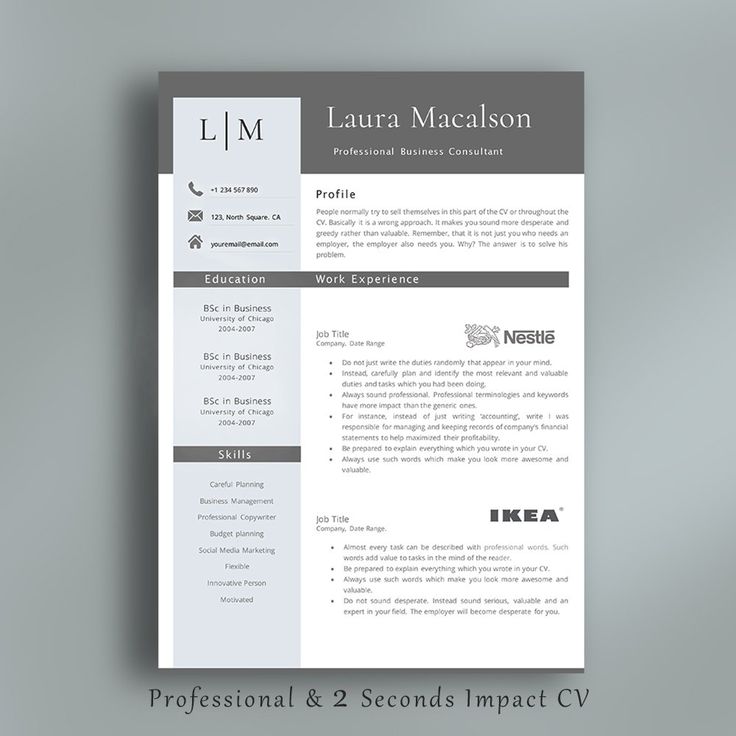 L|M
Laura Macalson
Professional Business Consultant
+1 234 567 890
123, North Square. CA
youremail@email.com
Profile
People normally try to sell themselves in this part of the CV or throughout the
CV. Basically it is a wrong approach. It makes you sound more desperate and
greedy rather than valuable. Remember, that it is not just you who needs an
employer, the employer also needs you. Why? The answer is to solve his
problem.
Education
BSc in Business
University of Chicago
2004-2007
BSc in Business
University of Chicago
2004-2007
BSc in Business
University of Chicago
2004-2007
Skills
Careful Planning
Business Management
Professional Copywriter
Budget planning
Social Media Marketing
Flexible
Innovative Person
Motivated
Work Experience
Job Title
Company, Date Range
Nestlé
• Do not just write the duties randomly that appear in your mind.
• Instead, carefully plan and identify the most relevant and valuable
duties and tasks which you had been doing.
• Always sound professional. Professional terminologies and keywords
have more impact than the generic ones.
• For instance, instead of just writing 'accounting', write I was
responsible for managing and keeping records of company's financial
statements to help maximized their profitability.
• Be prepared to explain everything which you wrote in your CV.
• Always use such words which make you look more awesome and
valuable.
Job Title
Company, Date Range.
IKEA®
• Almost every task can be described with professional words. Such
words add value to tasks in the mind of the reader.
• Be prepared to explain everything which you wrote in your CV.
• Always use such words which make you look more awesome and
valuable.
• Do not sound desperate. Instead sound serious, valuable and an
expert in your field. The employer will become desperate for you.
Professional & 2 Seconds Impact CV